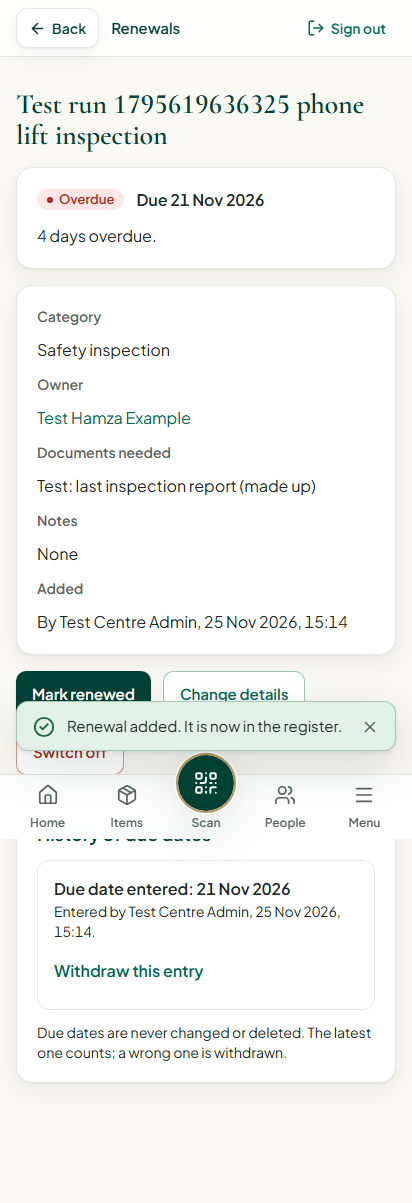 Back
Renewals
Sign out
Test run 1795619636325 phone
lift inspection
Overdue
Due 21 Nov 2026
4 days overdue.
Category
Safety inspection
Owner
Test Hamza Example
Documents needed
Test: last inspection report (made up)
Notes
None
Added
By Test Centre Admin, 25 Nov 2026, 15:14
Mark renewed
Change details
Renewal added. It is now in the register.
Switch off
Home
Items
Scan
People
Menu
History of due dates
Due date entered: 21 Nov 2026
Entered by Test Centre Admin, 25 Nov 2026,
15:14.
Withdraw this entry
Due dates are never changed or deleted. The latest
one counts; a wrong one is withdrawn.